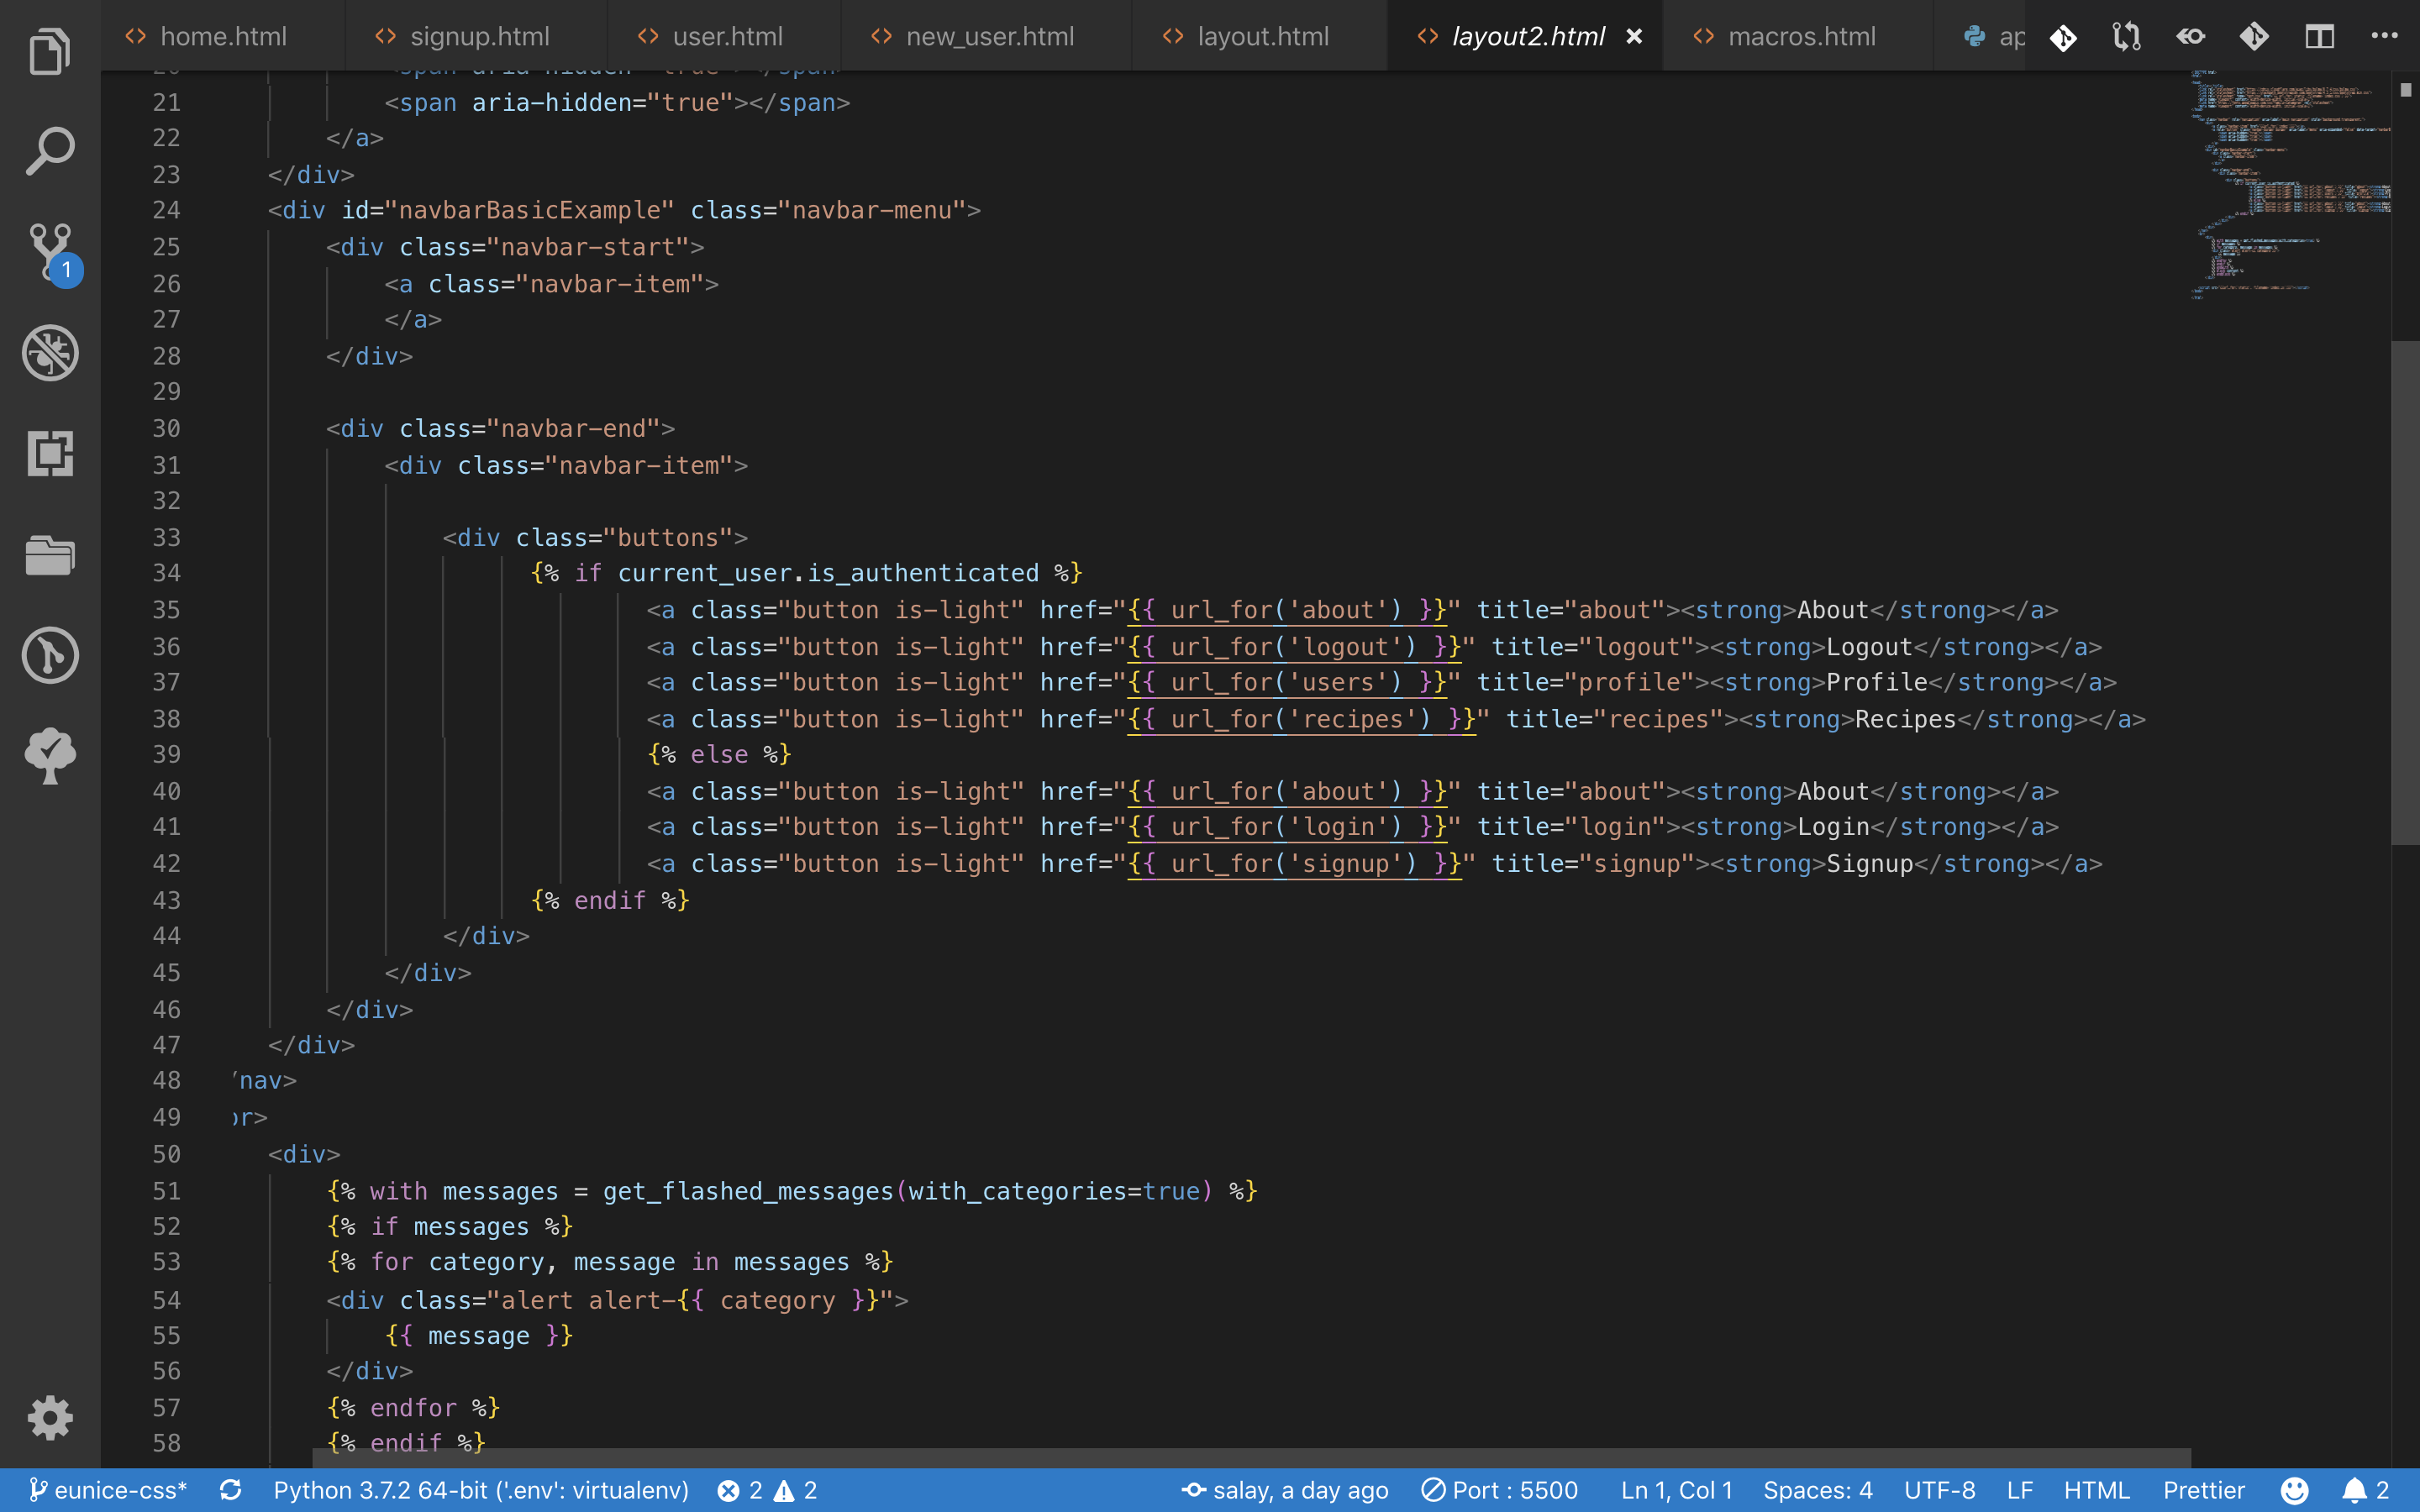 home.html signup.html user.html new_user.html layout.html layout2.html macros.html ap
21 <span aria-hidden="true"></span>
22 </a>
23 </div>
24 <div id="navbarBasicExample" class="navbar-menu">
25 <div class="navbar-start">
26 <a class="navbar-item">
27 </a>
28 </div>
29
30 <div class="navbar-end">
31 <div class="navbar-item">
32
33 <div class="buttons">
34 {% if current_user.is_authenticated %}
35 <a class="button is-light" href="{{ url_for('about') }}" title="about"><strong>About</strong></a>
36 <a class="button is-light" href="{{ url_for('logout') }}" title="logout"><strong>Logout</strong></a>
37 <a class="button is-light" href="{{ url_for('users') }}" title="profile"><strong>Profile</strong></a>
38 <a class="button is-light" href="{{ url_for('recipes') }}" title="recipes"><strong>Recipes</strong></a>
39 {% else %}
40 <a class="button is-light" href="{{ url_for('about') }}" title="about"><strong>About</strong></a>
41 <a class="button is-light" href="{{ url_for('login') }}" title="login"><strong>Login</strong></a>
42 <a class="button is-light" href="{{ url_for('signup') }}" title="signup"><strong>Signup</strong></a>
43 {% endif %}
44 </div>
45 </div>
46 </div>
47 </div>
48 /nav>
49 br>
50 <div>
51 {% with messages = get_flashed_messages(with_categories=true) %}
52 {% if messages %}
53 {% for category, message in messages %}
54 <div class="alert alert-{{ category }}">
55 {{ message }}
56 </div>
57 {% endfor %}
58 {% endif %}
1
eunice-css* Python 3.7.2 64-bit ('.env': virtualenv) 2 2 salay, a day ago Port : 5500 Ln 1, Col 1 Spaces: 4 UTF-8 LF HTML Prettier 2